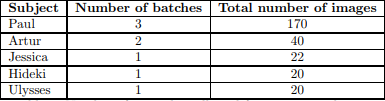 Subject Number of batches Total number of images
Paul 3 170
Artur 2 40
Jessica 1 22
Hideki 1 20
Ulysses 1 20